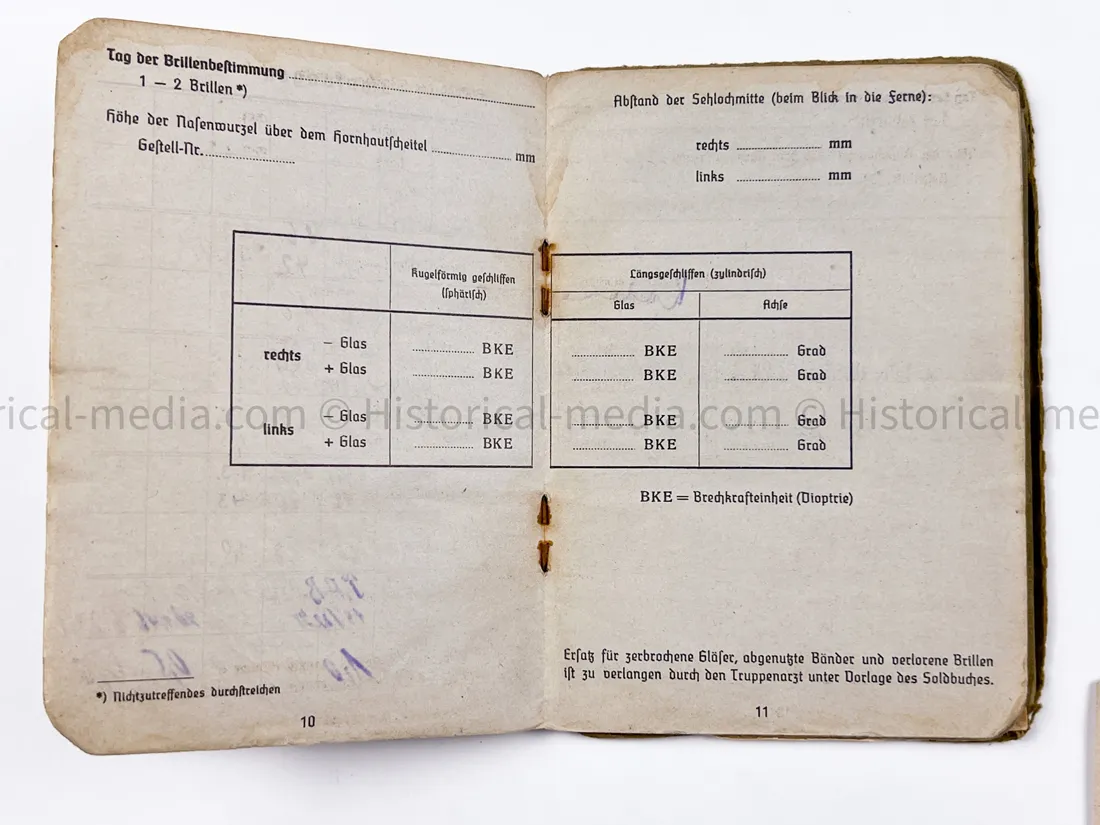 Tag der Brillenbestimmung ....................
1 — 2 Brillen *)
Höhe der Nasenwurzel über dem Hornhautscheitel .................... mm
Gestell-Nr. ....................
Kugelförmig geschliffen
(sphärisch)
rechts
— Glas .................... BKE
+ Glas .................... BKE
links
— Glas .................... BKE
+ Glas .................... BKE
*) Nichtzutreffendes durchstreichen
10
Abstand der Sehlochmitte (beim Blick in die Ferne):
rechts .................... mm
links .................... mm
Längsgeschliffen (zylindrisch)
Glas Achse
.................... BKE .................... Grad
.................... BKE .................... Grad
.................... BKE .................... Grad
.................... BKE .................... Grad
BKE = Brechkrafteinheit (Dioptrie)
Ersatz für zerbrochene Gläser, abgenutzte Bänder und verlorene Brillen
ist zu verlangen durch den Truppenarzt unter Vorlage des Soldbuches.
11
rical-media.com © Historical-media.com © Historical-me